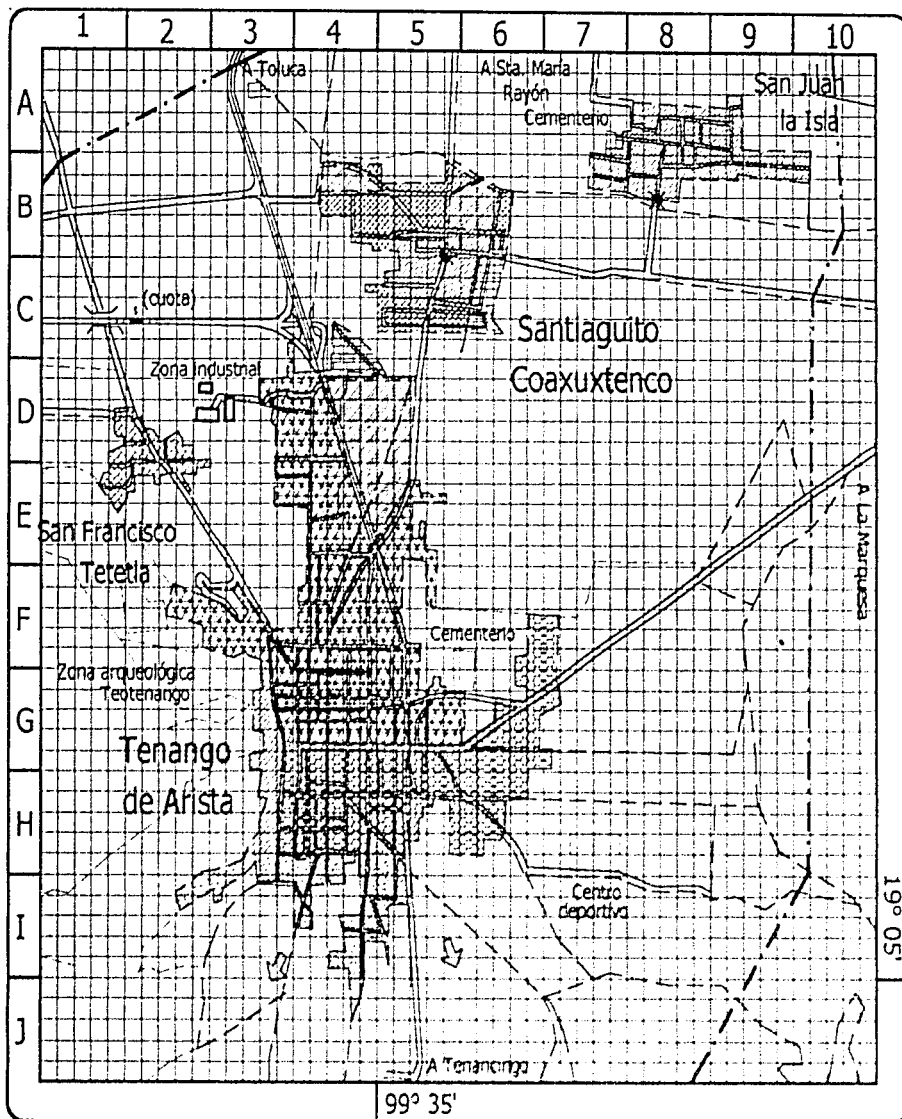 1 2 3 4 5 6 7 8 9 10
A
B
C
D
E
F
G
H
I
J
A Toluca
A Sta. María
Rayón
Cementerio
San Juan
la Isla
(cuota)
Santiaguito
Coaxuxtenco
Zona Industrial
San Francisco
Tetetla
A La Marquesa
Cementerio
Zona arqueológica
Teotenango
Tenango
de Arista
Centro
deportivo
19° 05'
A Tenancingo
99° 35'